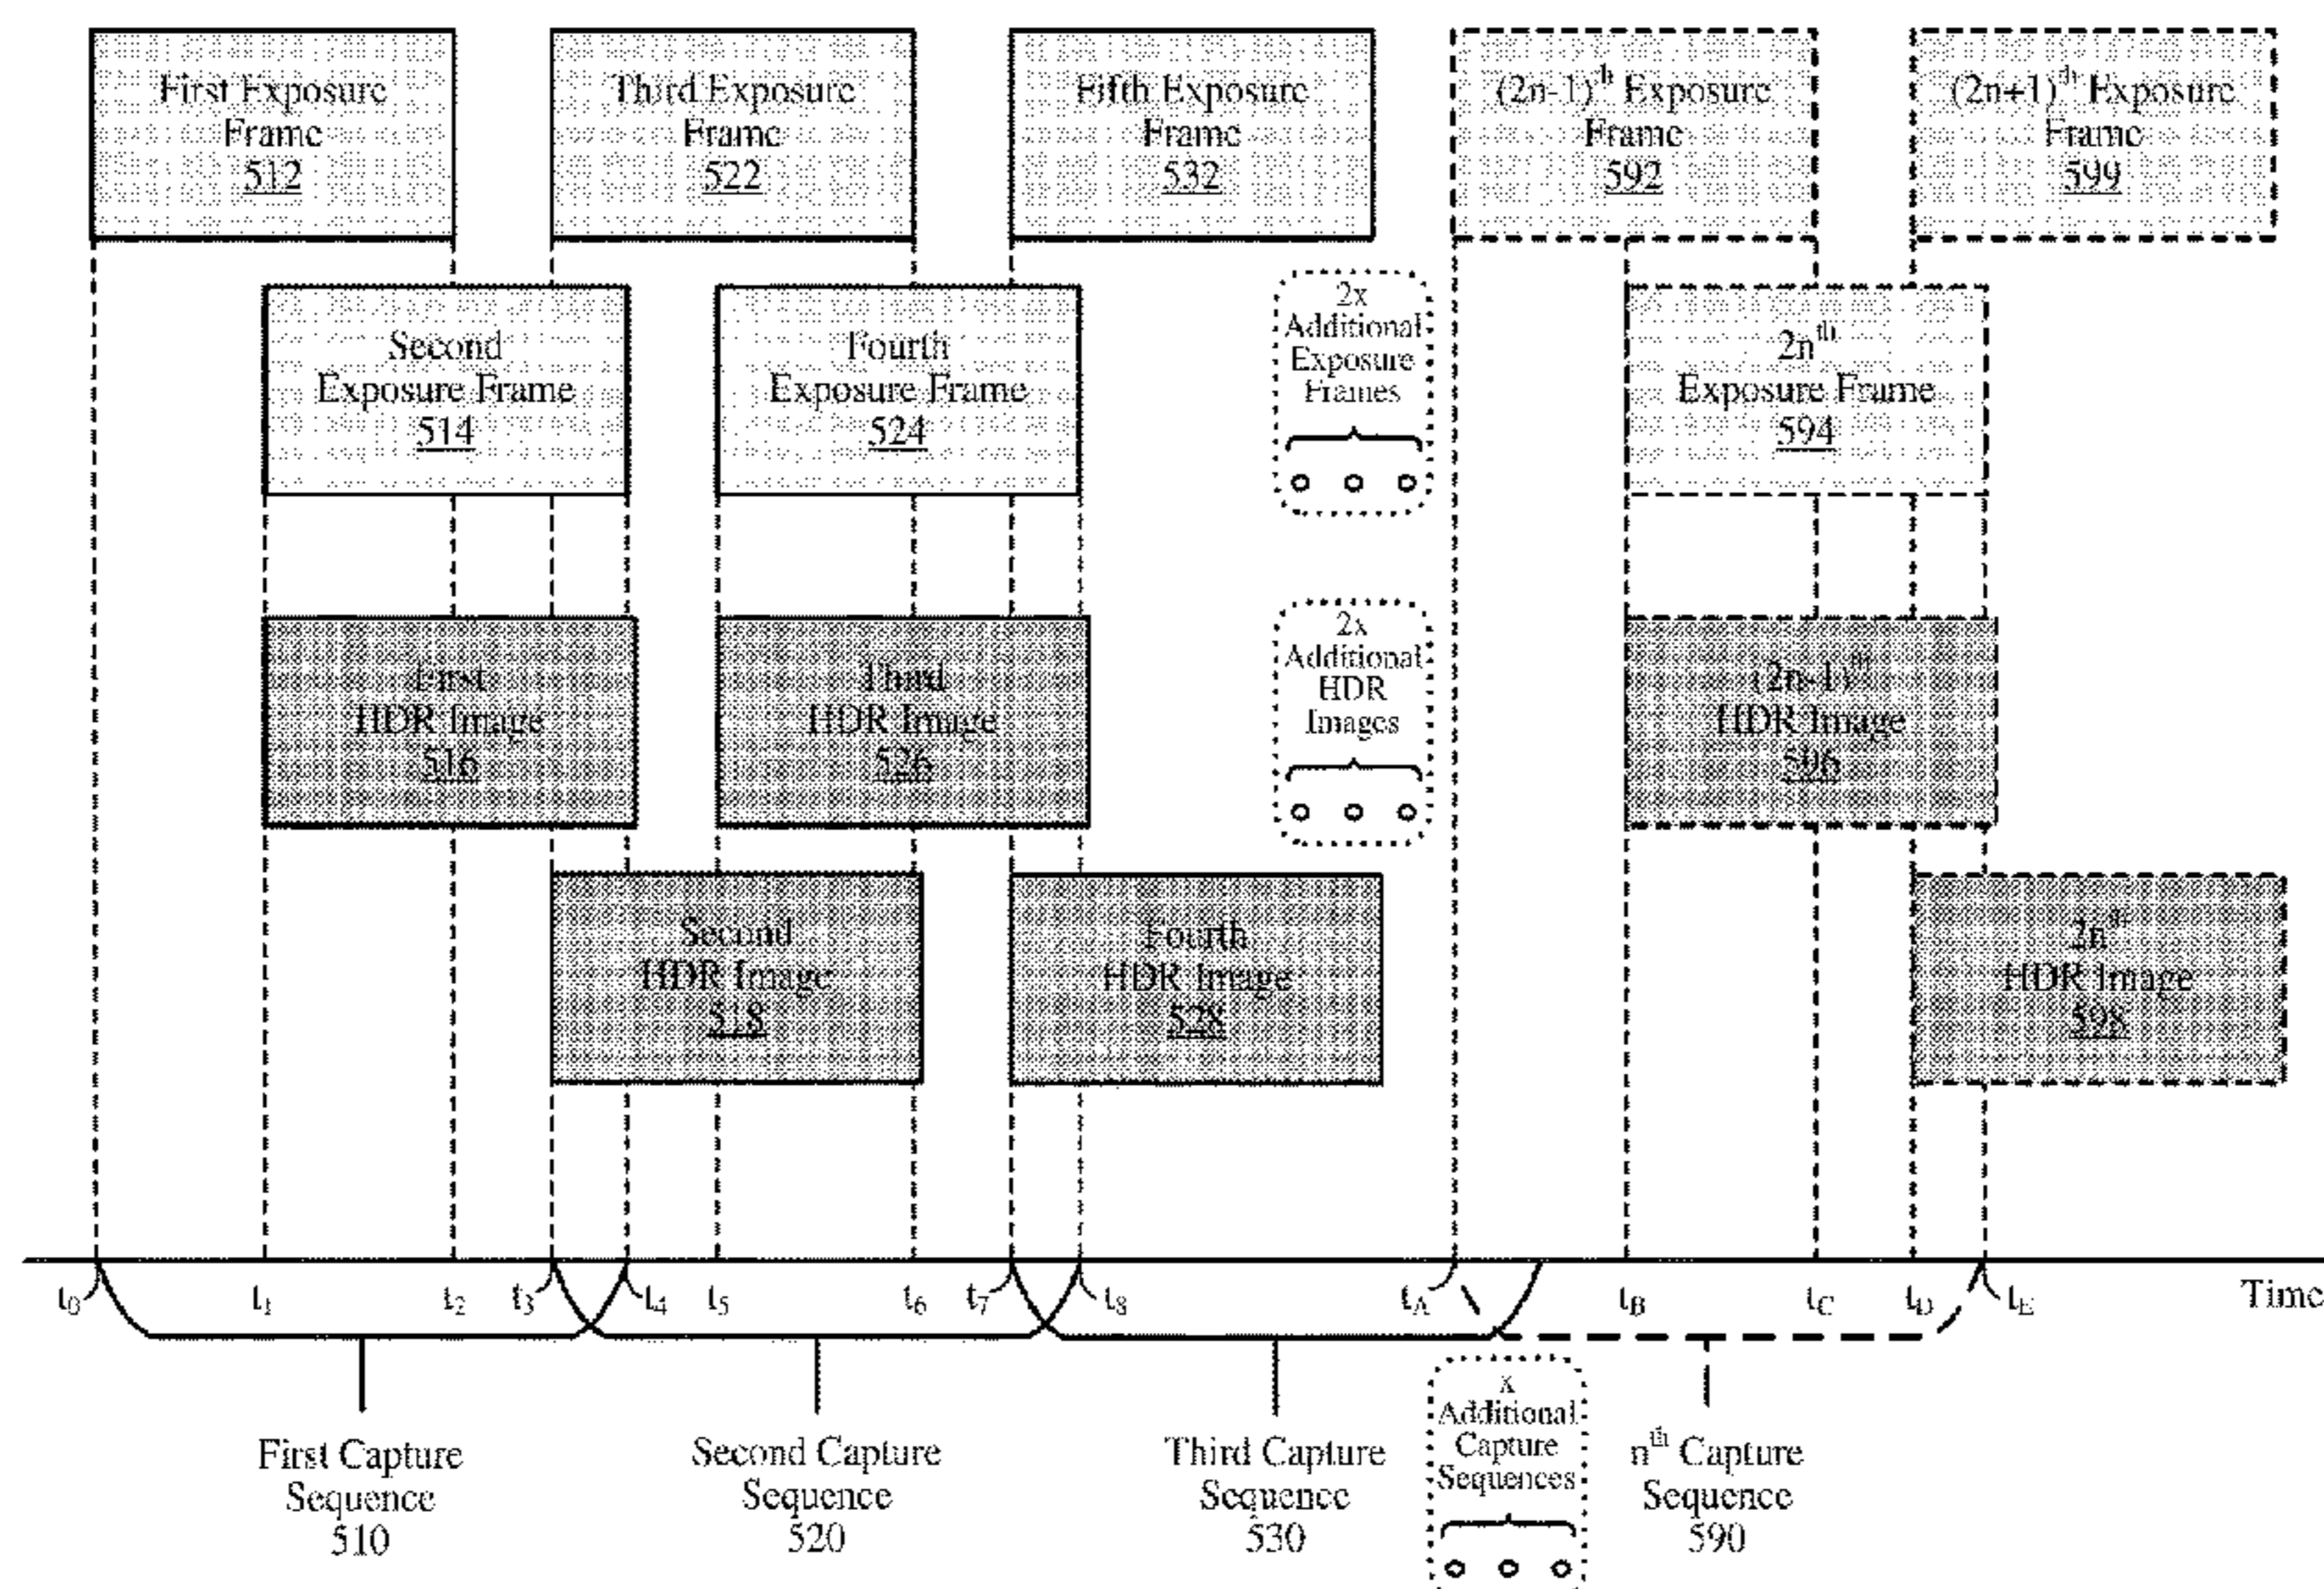 First Exposure
Frame
512
Third Exposure
Frame
522
Fifth Exposure
Frame
532
(2n-1)th Exposure
Frame
592
(2n+1)th Exposure
Frame
599
Second
Exposure Frame
514
Fourth
Exposure Frame
524
2x
Additional
Exposure
Frames
2nth
Exposure Frame
594
First
HDR Image
516
Third
HDR Image
526
2x
Additional
HDR
Images
(2n-1)th
HDR Image
596
Second
HDR Image
518
Fourth
HDR Image
528
2nth
HDR Image
598
t0 t1 t2 t3 t4 t5 t6 t7 t8 tA tB tC tD tE Time
First Capture
Sequence
510
Second Capture
Sequence
520
Third Capture
Sequence
530
x
Additional
Capture
Sequences
nth Capture
Sequence
590